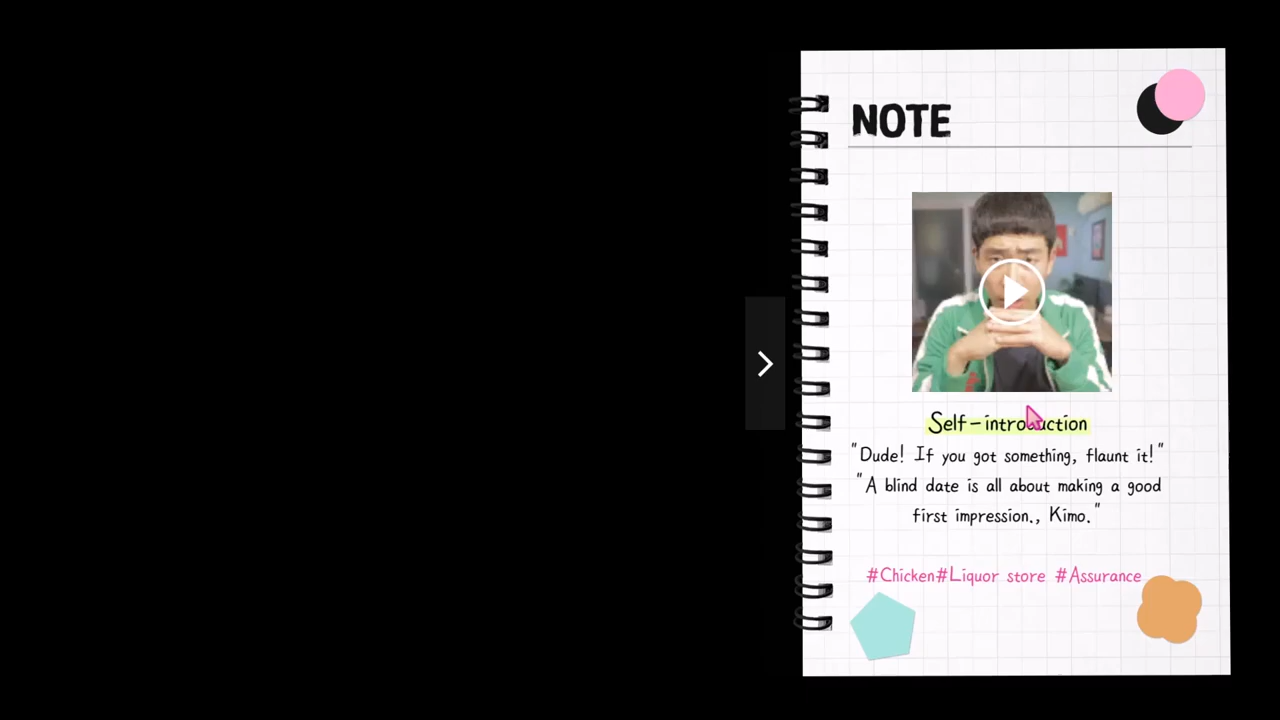 NOTE
Self-introduction
"Dude! If you got something, flaunt it!"
"A blind date is all about making a good
first impression., Kimo."
#Chicken#Liquor store #Assurance